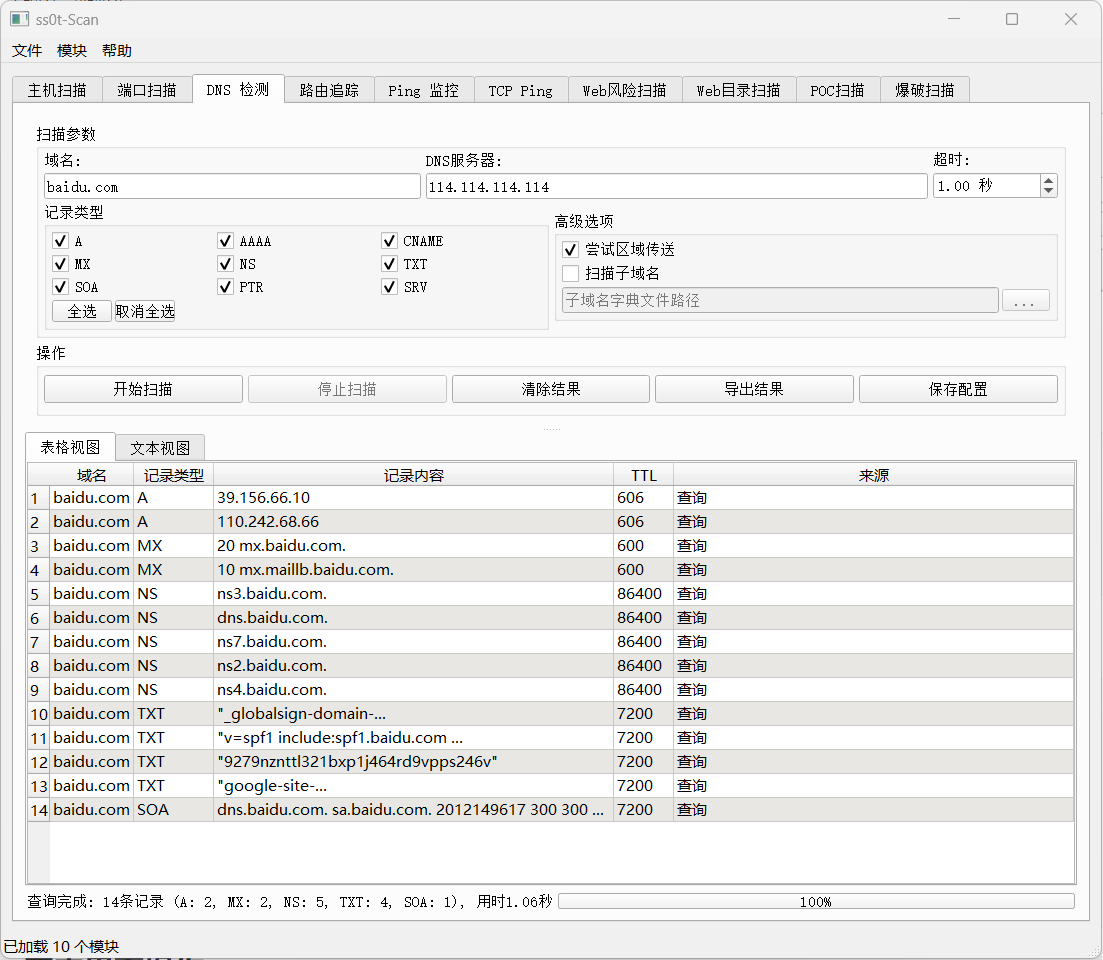 ss0t-Scan
文件 模块 帮助
主机扫描 端口扫描 DNS 检测 路由追踪 Ping 监控 TCP Ping Web风险扫描 Web目录扫描 POC扫描 爆破扫描
扫描参数
域名: DNS服务器: 超时:
baidu.com 114.114.114.114 1.00 秒
记录类型 高级选项
A AAAA CNAME 尝试区域传送
MX NS TXT 扫描子域名
SOA PTR SRV 子域名字典文件路径 ...
全选 取消全选
操作
开始扫描 停止扫描 清除结果 导出结果 保存配置
表格视图 文本视图
域名 记录类型 记录内容 TTL 来源
1 baidu.com A 39.156.66.10 606 查询
2 baidu.com A 110.242.68.66 606 查询
3 baidu.com MX 20 mx.baidu.com. 600 查询
4 baidu.com MX 10 mx.maillb.baidu.com. 600 查询
5 baidu.com NS ns3.baidu.com. 86400 查询
6 baidu.com NS dns.baidu.com. 86400 查询
7 baidu.com NS ns7.baidu.com. 86400 查询
8 baidu.com NS ns2.baidu.com. 86400 查询
9 baidu.com NS ns4.baidu.com. 86400 查询
10 baidu.com TXT "_globalsign-domain-... 7200 查询
11 baidu.com TXT "v=spf1 include:spf1.baidu.com ... 7200 查询
12 baidu.com TXT "9279nznttl321bxp1j464rd9vpps246v" 7200 查询
13 baidu.com TXT "google-site-... 7200 查询
14 baidu.com SOA dns.baidu.com. sa.baidu.com. 2012149617 300 300 ... 7200 查询
查询完成: 14条记录 (A: 2, MX: 2, NS: 5, TXT: 4, SOA: 1), 用时1.06秒 100%
已加载 10 个模块